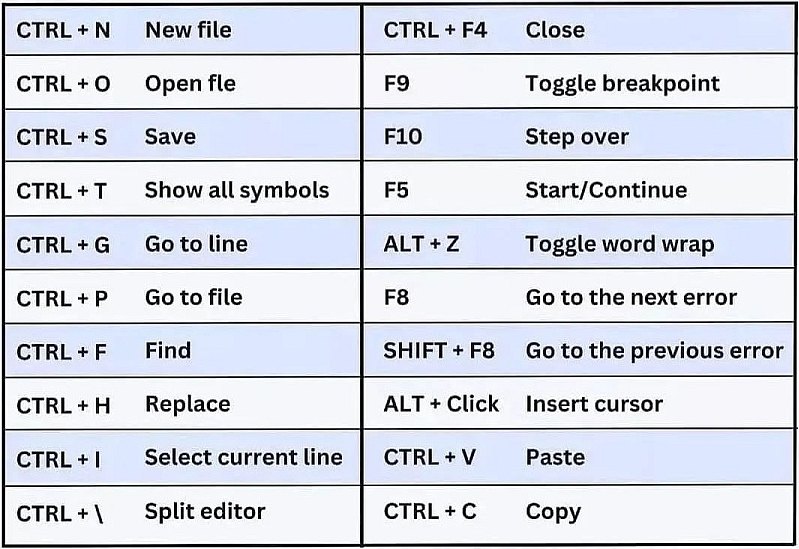 CTRL + N New file CTRL + F4 Close
CTRL + O Open fle F9 Toggle breakpoint
CTRL + S Save F10 Step over
CTRL + T Show all symbols F5 Start/Continue
CTRL + G Go to line ALT + Z Toggle word wrap
CTRL + P Go to file F8 Go to the next error
CTRL + F Find SHIFT + F8 Go to the previous error
CTRL + H Replace ALT + Click Insert cursor
CTRL + I Select current line CTRL + V Paste
CTRL + \ Split editor CTRL + C Copy